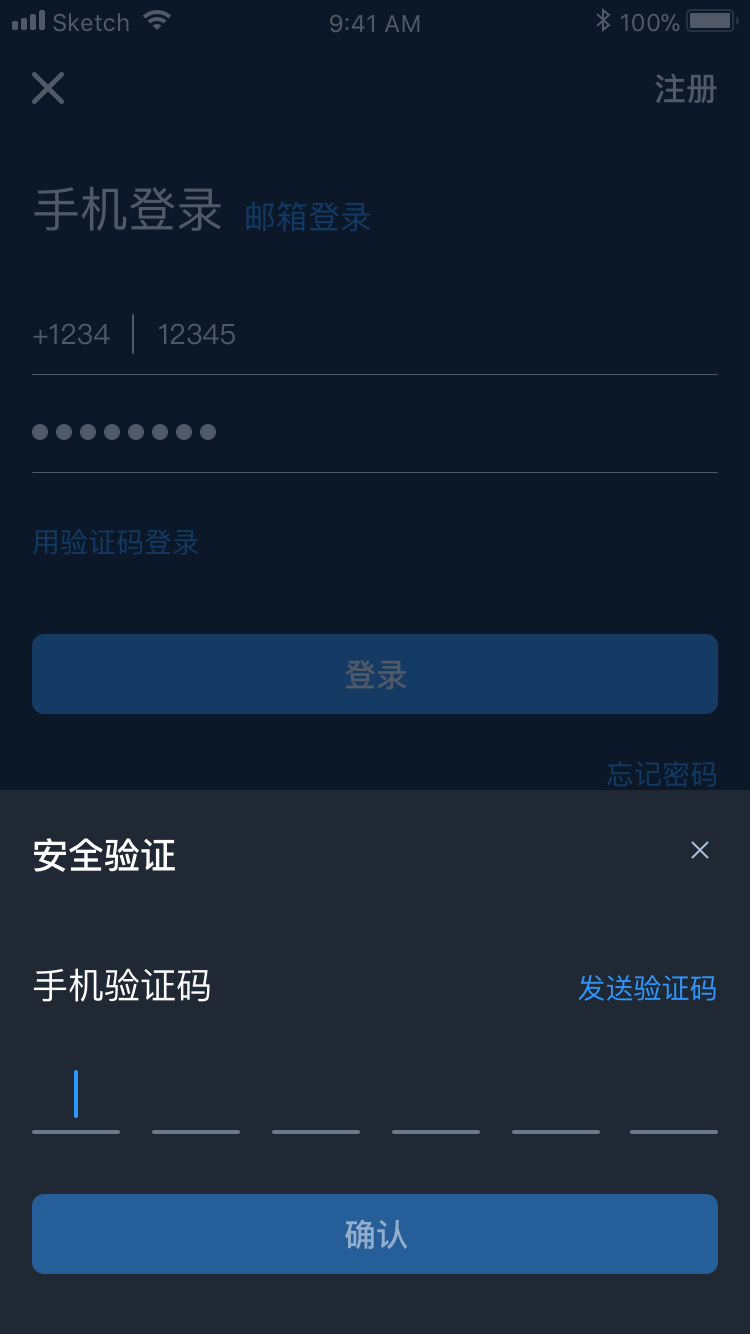 Sketch 9:41 AM 100%
注册
手机登录 邮箱登录
+1234 12345
用验证码登录
登录
忘记密码
安全验证
手机验证码 发送验证码
确认